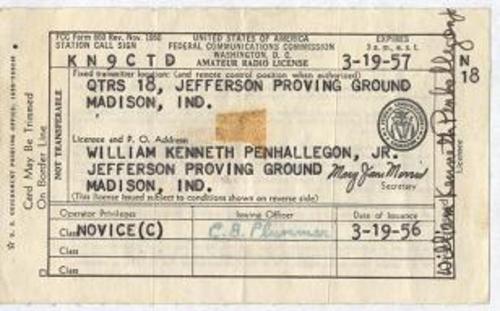 FCC Form 660 Rev. Nov. 1950
UNITED STATES OF AMERICA
EXPIRES
STATION CALL SIGN
FEDERAL COMMUNICATIONS COMMISSION
3 a.m., e.s.t.
WASHINGTON, D. C.
KN9CTD
AMATEUR RADIO LICENSE
3-19-57
N
18
Fixed transmitter location: (and remote control position when authorized)
QTRS 18, JEFFERSON PROVING GROUND
MADISON, IND.
Licensee and P. O. Address
WILLIAM KENNETH PENHALLEGON, JR.
JEFFERSON PROVING GROUND
Mary Jane Morris
MADISON, IND.
Secretary
(This license issued subject to conditions shown on reverse side)
Operator Privileges
Issuing Officer
Date of Issuance
Class NOVICE(C)
C. B. Plummer
3-19-56
Class
Class
NOT TRANSFERABLE
Card May Be Trimmed
On Border Line
U. S. GOVERNMENT PRINTING OFFICE
William Kenneth Penhallegon
Licensee